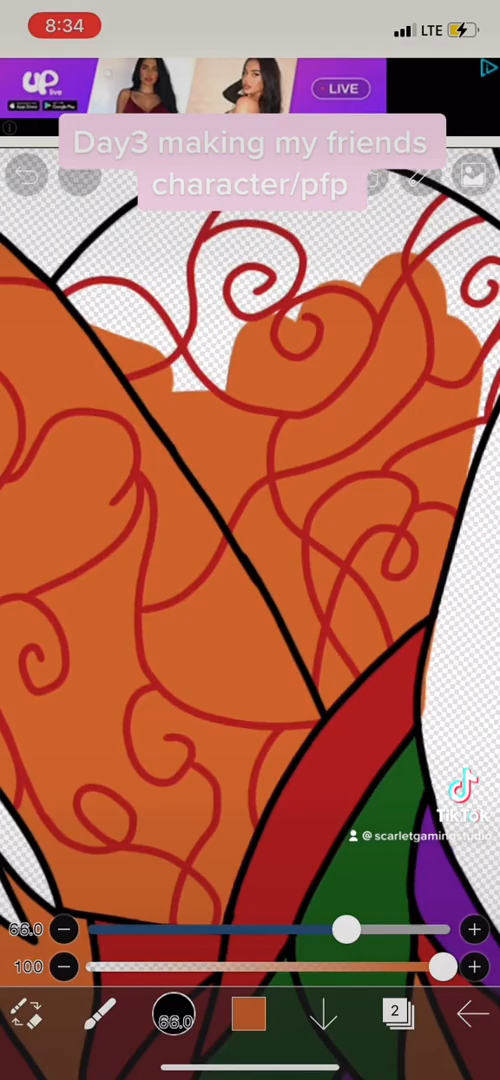 8:34
LTE
UP
live
LIVE
Day3 making my friends
character/pfp
TikTok
@scarletgamingstudio
66.0
100
66.0
2